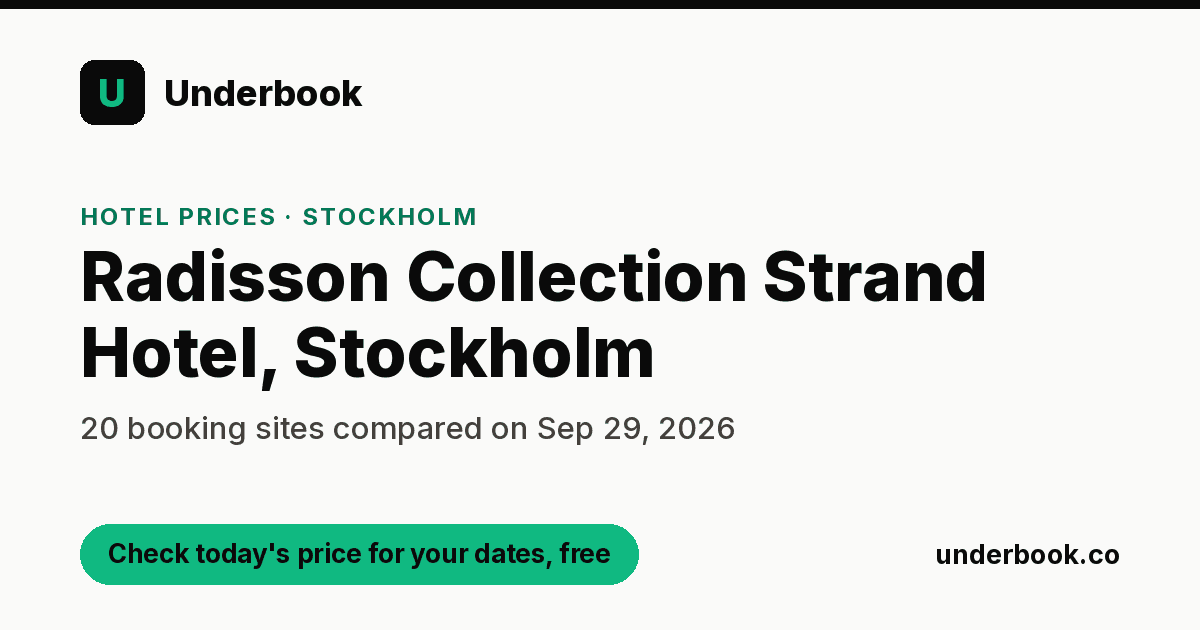 U Underbook
HOTEL PRICES · STOCKHOLM
Radisson Collection Strand
Hotel, Stockholm
20 booking sites compared on Sep 29, 2026
Check today's price for your dates, free
underbook.co